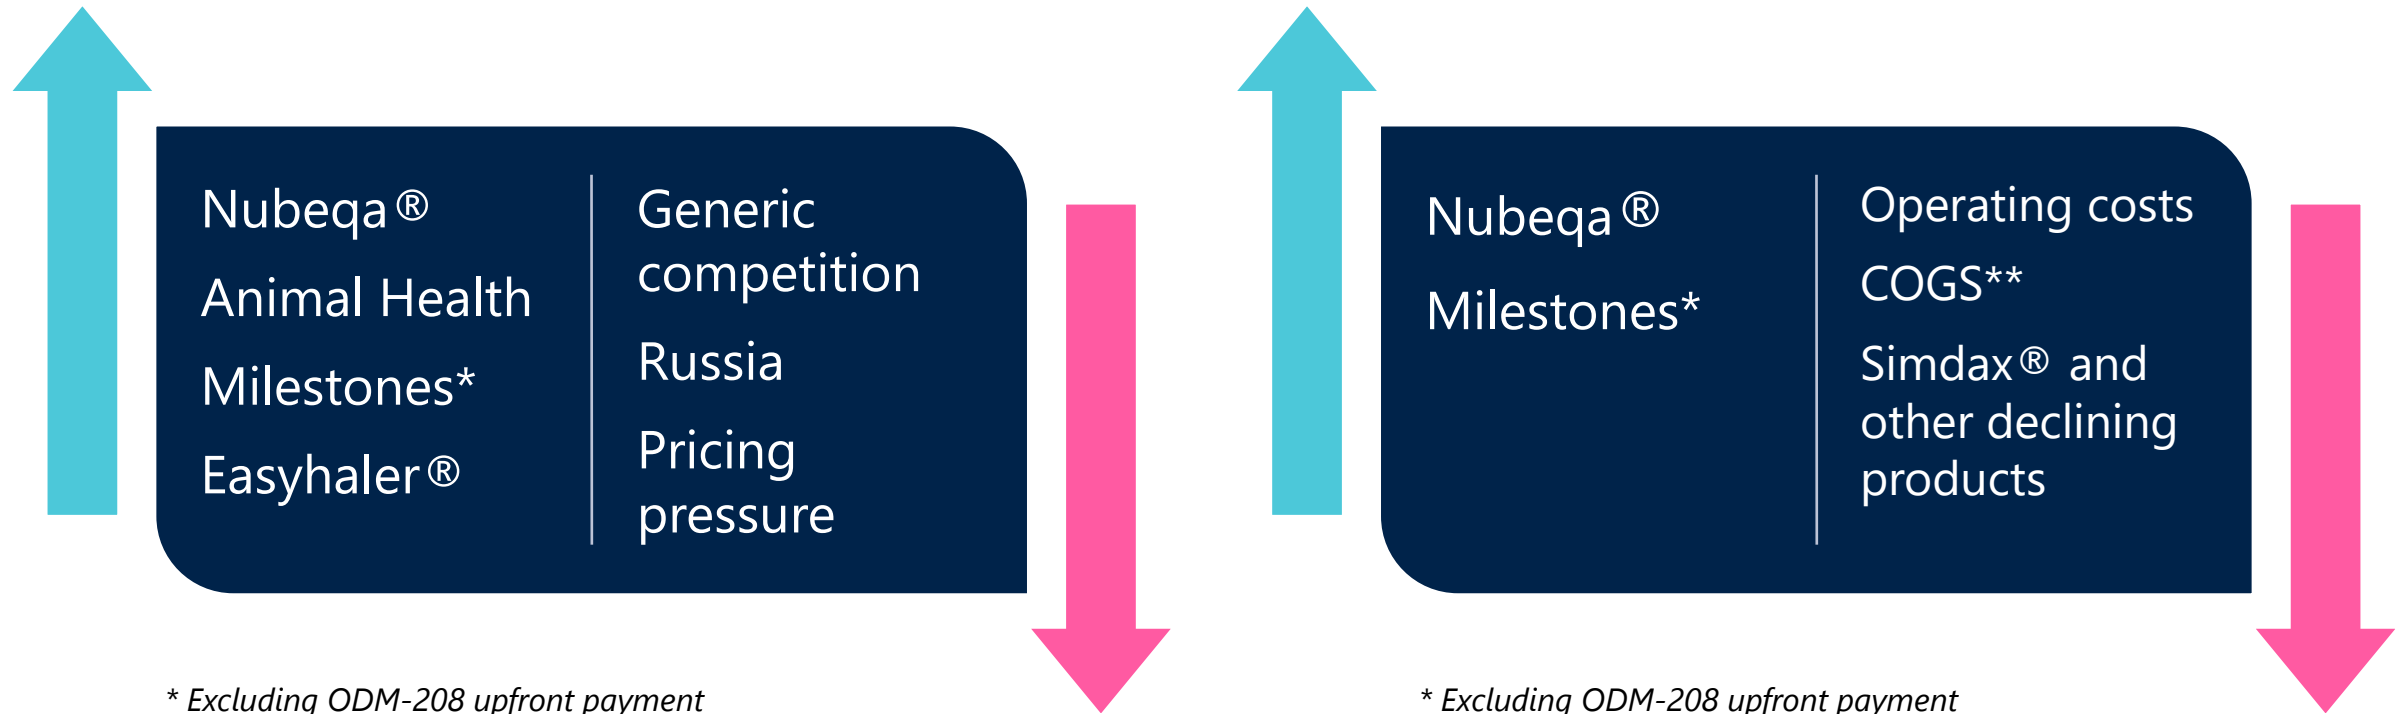 Nubeqa®
Animal Health
Milestones*
Easyhaler®
Generic
competition
Russia
Pricing
pressure
* Excluding ODM-208 upfront payment
Nubeqa®
Milestones*
Operating costs
COGS**
Simdax® and
other declining
products
* Excluding ODM-208 upfront payment